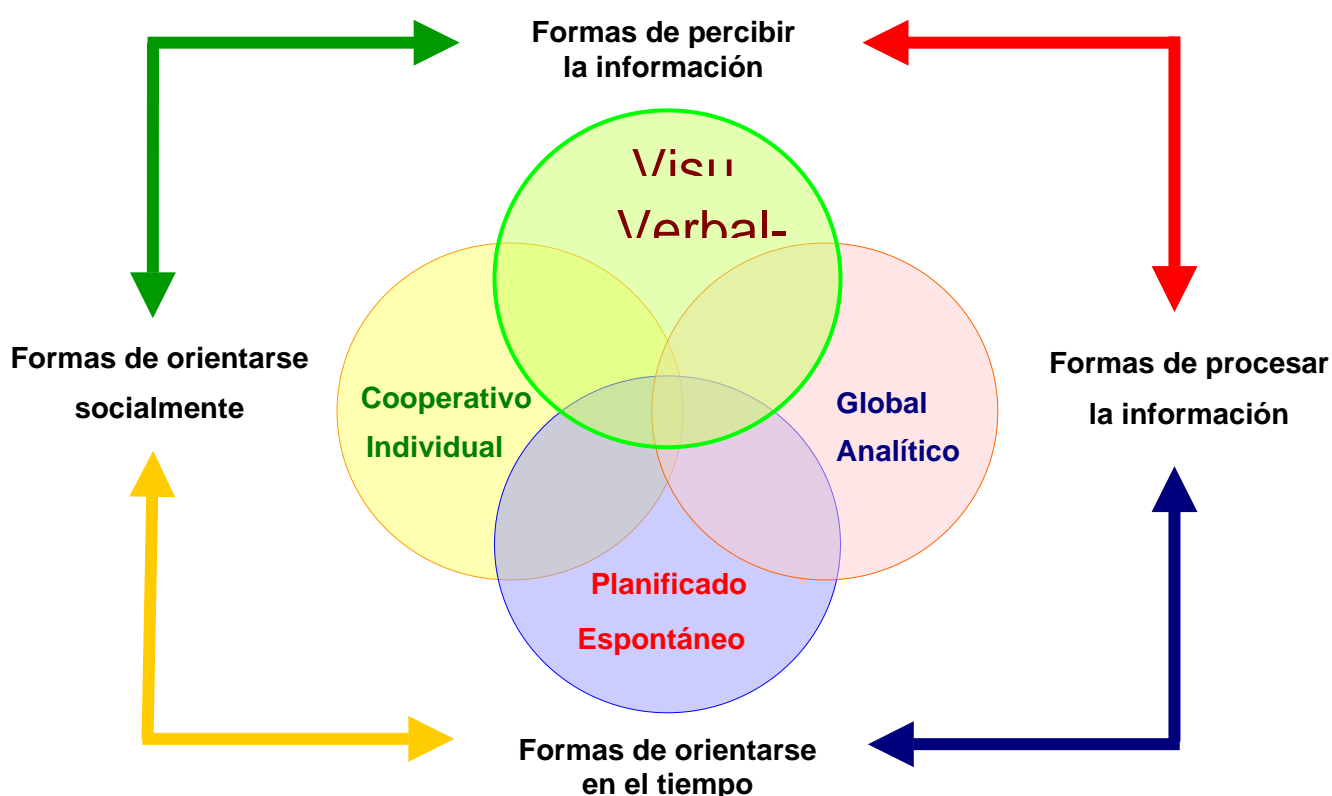 Formas de percibir
la información
Visu
Verbal-
Formas de orientarse
socialmente
Cooperativo
Individual
Global
Analítico
Formas de procesar
la información
Planificado
Espontáneo
Formas de orientarse
en el tiempo